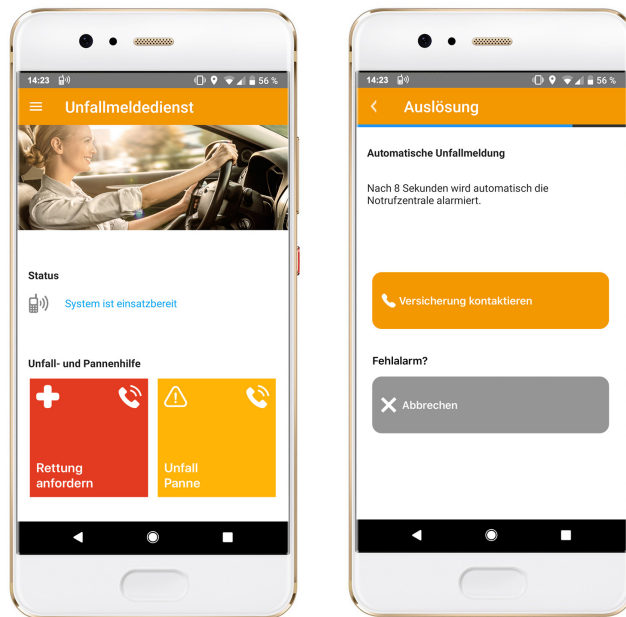 14:23 56 %
Unfallmeldedienst
Status
System ist einsatzbereit
Unfall- und Pannenhilfe
Rettung
anfordern
Unfall
Panne
14:23 56 %
Auslösung
Automatische Unfallmeldung
Nach 8 Sekunden wird automatisch die
Notrufzentrale alarmiert.
Versicherung kontaktieren
Fehlalarm?
Abbrechen